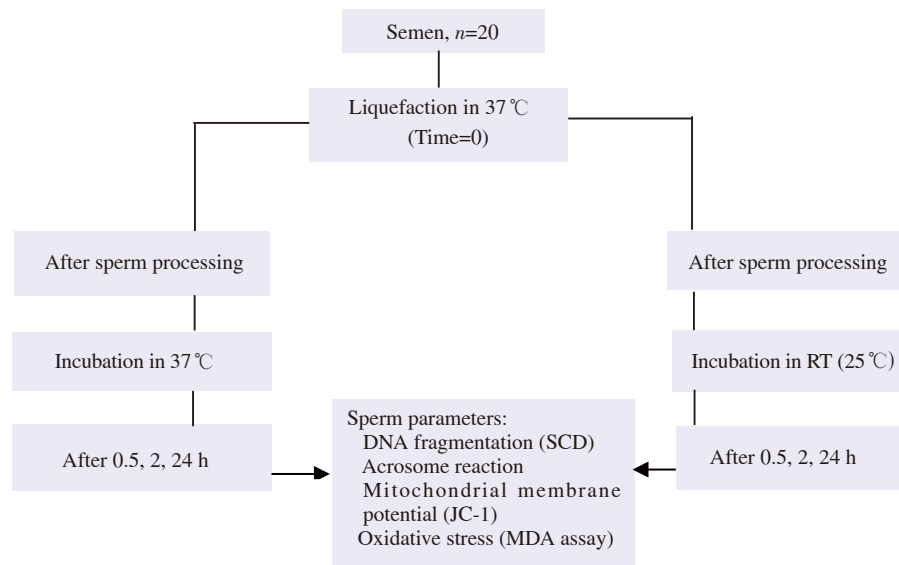 Semen, n=20
Liquefaction in 37℃
(Time=0)
After sperm processing
After sperm processing
Incubation in 37℃
Incubation in RT (25℃)
After 0.5, 2, 24 h
After 0.5, 2, 24 h
Sperm parameters:
DNA fragmentation (SCD)
Acrosome reaction
Mitochondrial membrane
potential (JC-1)
Oxidative stress (MDA assay)